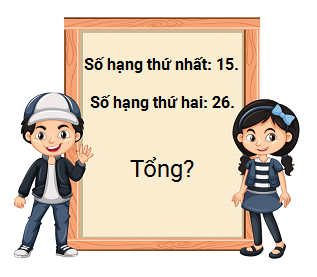 Số hạng thứ nhất: 15.
Số hạng thứ hai: 26.
Tổng?